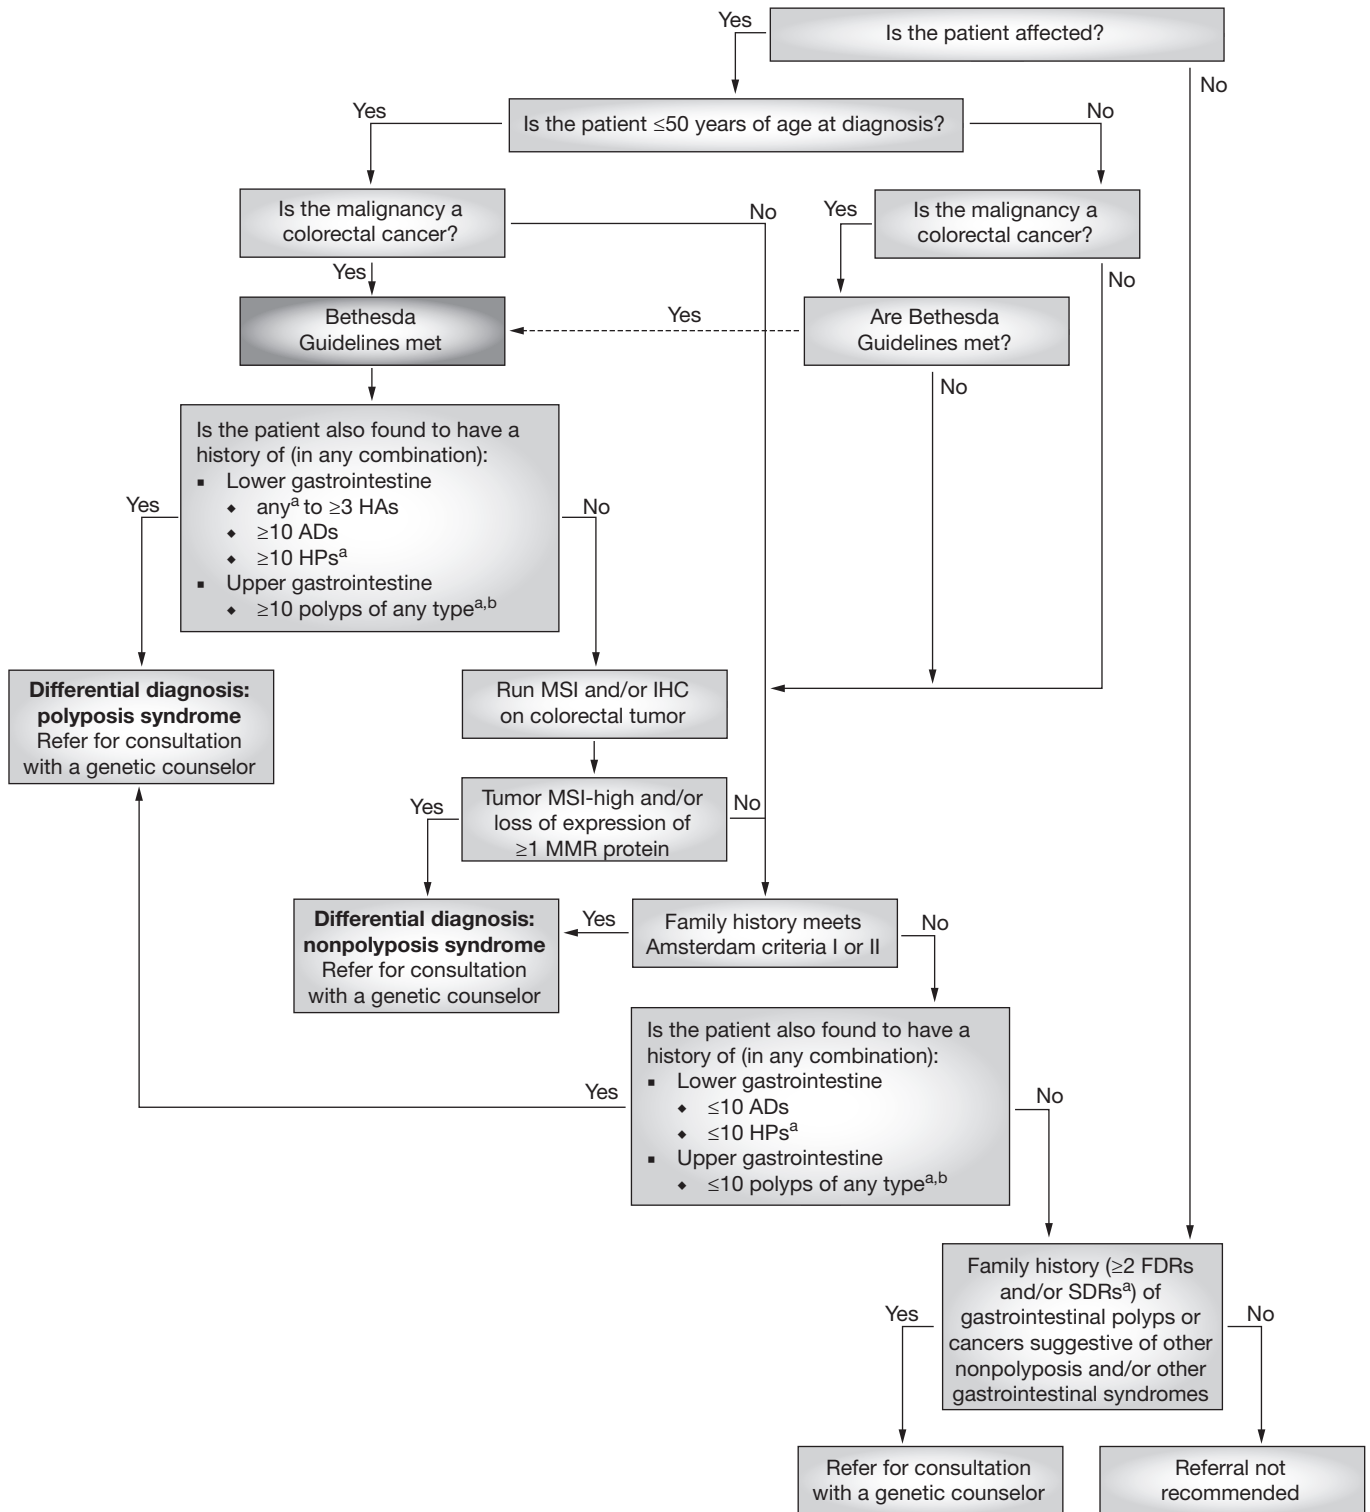 Is the patient affected?
Yes
No
Is the patient ≤50 years of age at diagnosis?
Yes
No
Is the malignancy a
colorectal cancer?
No
Yes
Is the malignancy a
colorectal cancer?
Yes
No
Bethesda
Guidelines met
Yes
Are Bethesda
Guidelines met?
No
Is the patient also found to have a
history of (in any combination):
▪ Lower gastrointestine
◆ anyᵃ to ≥3 HAs
◆ ≥10 ADs
◆ ≥10 HPsᵃ
▪ Upper gastrointestine
◆ ≥10 polyps of any typeᵃ,ᵇ
Yes
No
Differential diagnosis:
polyposis syndrome
Refer for consultation
with a genetic counselor
Run MSI and/or IHC
on colorectal tumor
Tumor MSI-high and/or
loss of expression of
≥1 MMR protein
Yes
No
Differential diagnosis:
nonpolyposis syndrome
Refer for consultation
with a genetic counselor
Yes
Family history meets
Amsterdam criteria I or II
No
Is the patient also found to have a
history of (in any combination):
▪ Lower gastrointestine
◆ ≤10 ADs
◆ ≤10 HPsᵃ
▪ Upper gastrointestine
◆ ≤10 polyps of any typeᵃ,ᵇ
Yes
No
Family history (≥2 FDRs
and/or SDRsᵃ) of
gastrointestinal polyps or
cancers suggestive of other
nonpolyposis and/or other
gastrointestinal syndromes
Yes
No
Refer for consultation
with a genetic counselor
Referral not
recommended